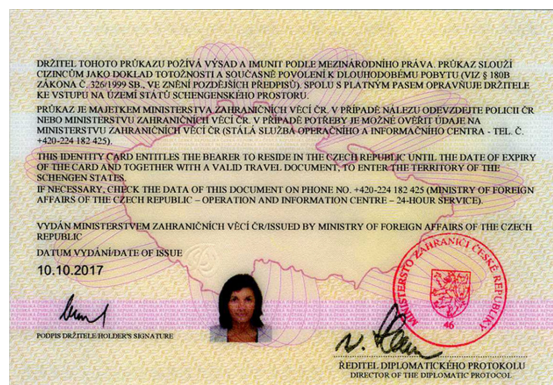 DRŽITEL TOHOTO PRŮKAZU POŽÍVÁ VÝSAD A IMUNIT PODLE MEZINÁRODNÍHO PRÁVA. PRŮKAZ SLOUŽÍ
CIZINCŮM JAKO DOKLAD TOTOŽNOSTI A SOUČASNĚ POVOLENÍ K DLOUHODOBÉMU POBYTU (VIZ § 180B
ZÁKONA Č. 326/1999 SB., VE ZNĚNÍ POZDĚJŠÍCH PŘEDPISŮ). SPOLU S PLATNÝM PASEM OPRAVŇUJE DRŽITELE
KE VSTUPU NA ÚZEMÍ STÁTŮ SCHENGENSKÉHO PROSTORU.
PRŮKAZ JE MAJETKEM MINISTERSTVA ZAHRANIČNÍCH VĚCÍ ČR. V PŘÍPADĚ NÁLEZU ODEVZDEJTE POLICII ČR
NEBO MINISTERSTVU ZAHRANIČNÍCH VĚCÍ ČR. V PŘÍPADĚ POTŘEBY JE MOŽNÉ OVĚŘIT ÚDAJE NA
MINISTERSTVU ZAHRANIČNÍCH VĚCÍ ČR (STÁLÁ SLUŽBA OPERAČNÍHO A INFORMAČNÍHO CENTRA - TEL. Č.
+420-224 182 425).
THIS IDENTITY CARD ENTITLES THE BEARER TO RESIDE IN THE CZECH REPUBLIC UNTIL THE DATE OF EXPIRY
OF THE CARD AND TOGETHER WITH A VALID TRAVEL DOCUMENT, TO ENTER THE TERRITORY OF THE
SCHENGEN STATES.
IF NECESSARY, CHECK THE DATA OF THIS DOCUMENT ON PHONE NO. +420-224 182 425 (MINISTRY OF FOREIGN
AFFAIRS OF THE CZECH REPUBLIC – OPERATION AND INFORMATION CENTRE – 24-HOUR SERVICE).
VYDÁN MINISTERSTVEM ZAHRANIČNÍCH VĚCÍ ČR/ISSUED BY MINISTRY OF FOREIGN AFFAIRS OF THE CZECH
REPUBLIC
DATUM VYDÁNÍ/DATE OF ISSUE
10.10.2017
MINISTERSTVO ZAHRANIČÍ ČESKÉ REPUBLIKY
46
PODPIS DRŽITELE/HOLDER'S SIGNATURE
ŘEDITEL DIPLOMATICKÉHO PROTOKOLU
DIRECTOR OF THE DIPLOMATIC PROTOCOL